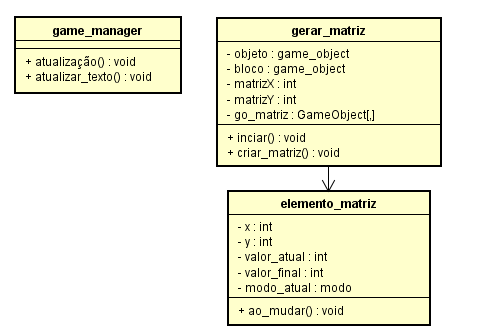 game_manager
+ atualização() : void
+ atualizar_texto() : void
gerar_matriz
- objeto : game_object
- bloco : game_object
- matrizX : int
- matrizY : int
- go_matriz : GameObject[,]
+ inciar() : void
+ criar_matriz() : void
elemento_matriz
- x : int
- y : int
- valor_atual : int
- valor_final : int
- modo_atual : modo
+ ao_mudar() : void